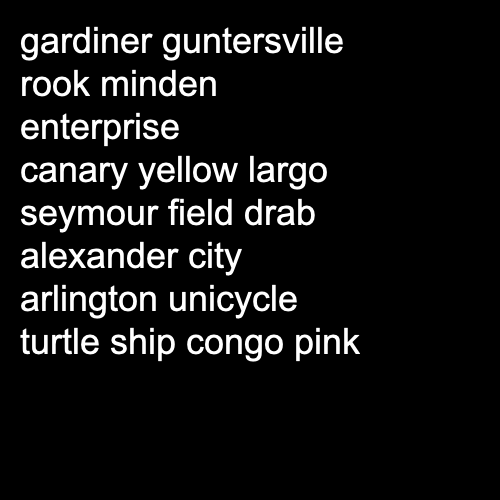 gardiner guntersville
rook minden
enterprise
canary yellow largo
seymour field drab
alexander city
arlington unicycle
turtle ship congo pink